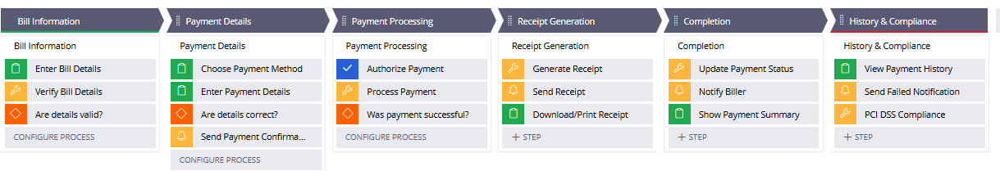 Bill Information
Payment Details
Payment Processing
Receipt Generation
Completion
History & Compliance
Bill Information
Enter Bill Details
Verify Bill Details
Are details valid?
CONFIGURE PROCESS
Payment Details
Choose Payment Method
Enter Payment Details
Are details correct?
Send Payment Confirma...
CONFIGURE PROCESS
Payment Processing
Authorize Payment
Process Payment
Was payment successful?
CONFIGURE PROCESS
Receipt Generation
Generate Receipt
Send Receipt
Download/Print Receipt
+ STEP
Completion
Update Payment Status
Notify Biller
Show Payment Summary
+ STEP
History & Compliance
View Payment History
Send Failed Notification
PCI DSS Compliance
+ STEP